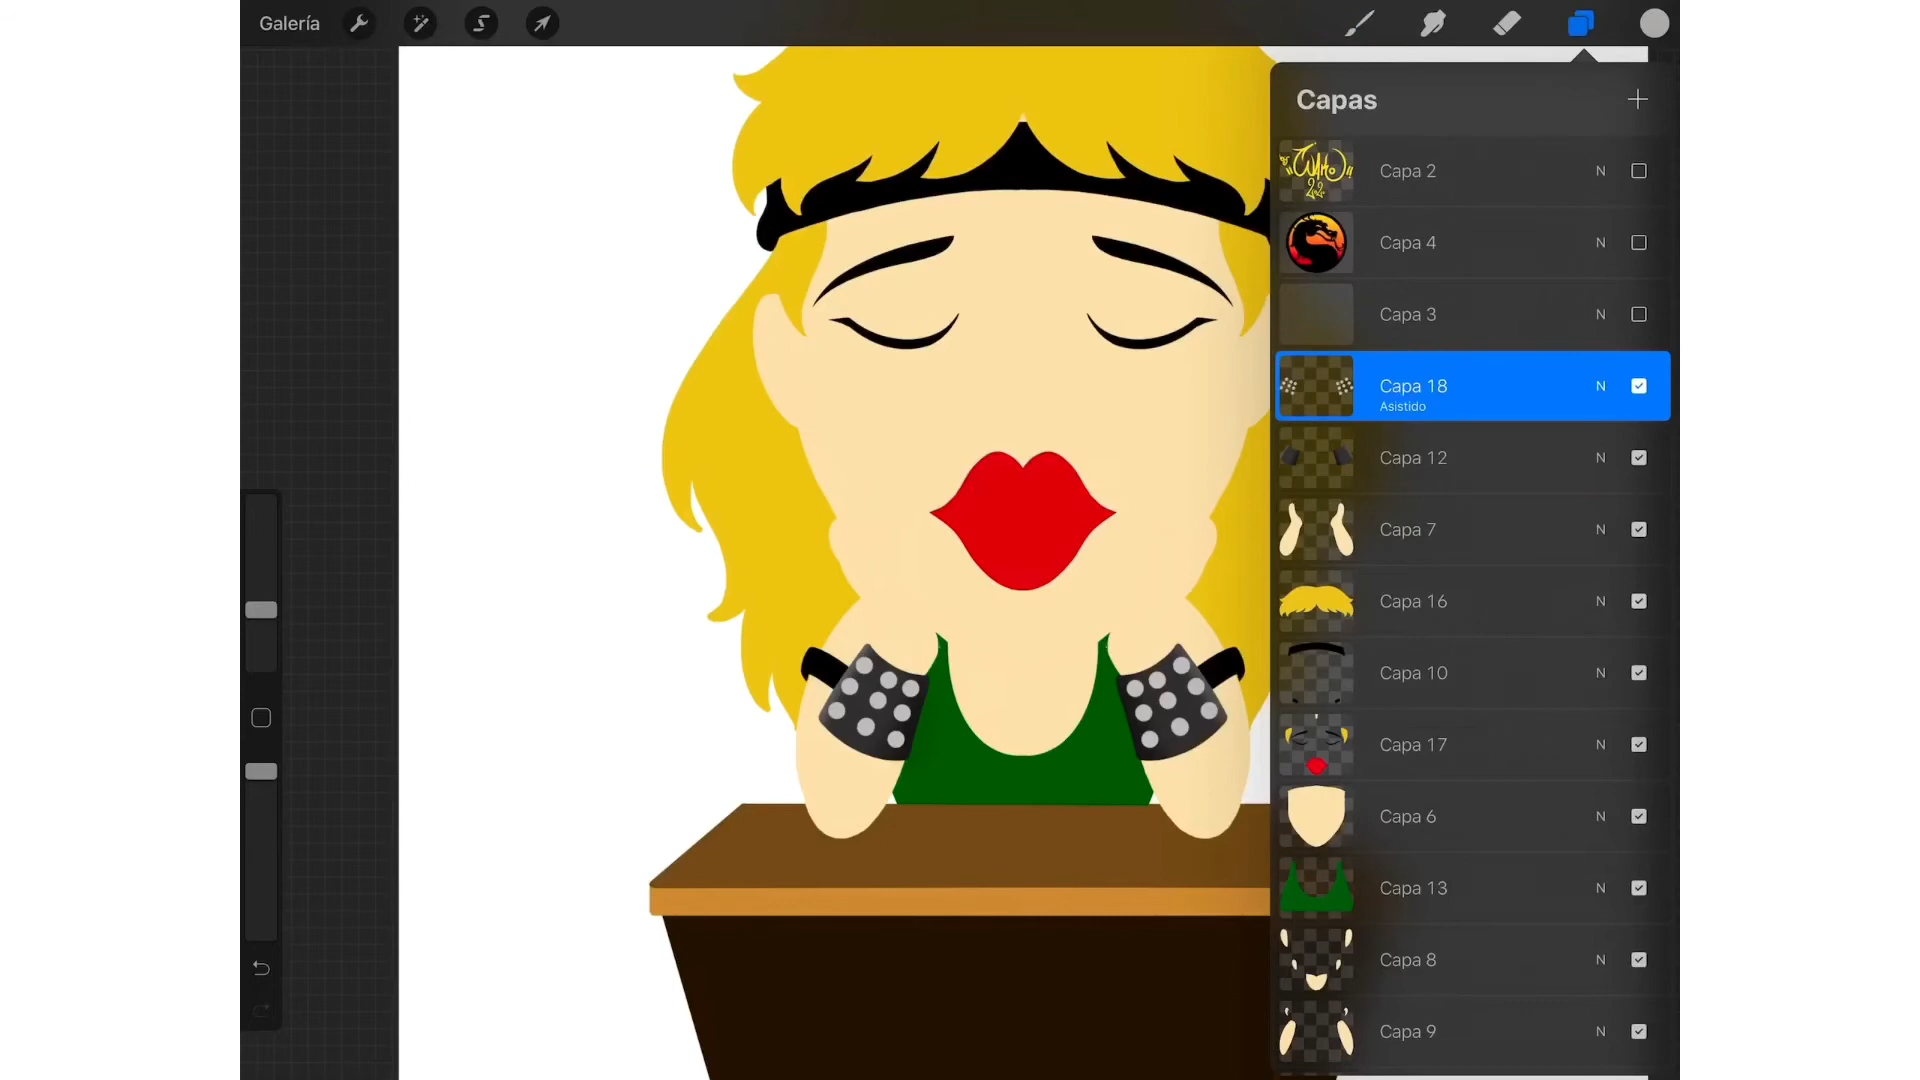 Galería
Capas
Capa 2 N
Capa 4 N
Capa 3 N
Capa 18 N
Asistido
Capa 12 N
Capa 7 N
Capa 16 N
Capa 10 N
Capa 17 N
Capa 6 N
Capa 13 N
Capa 8 N
Capa 9 N